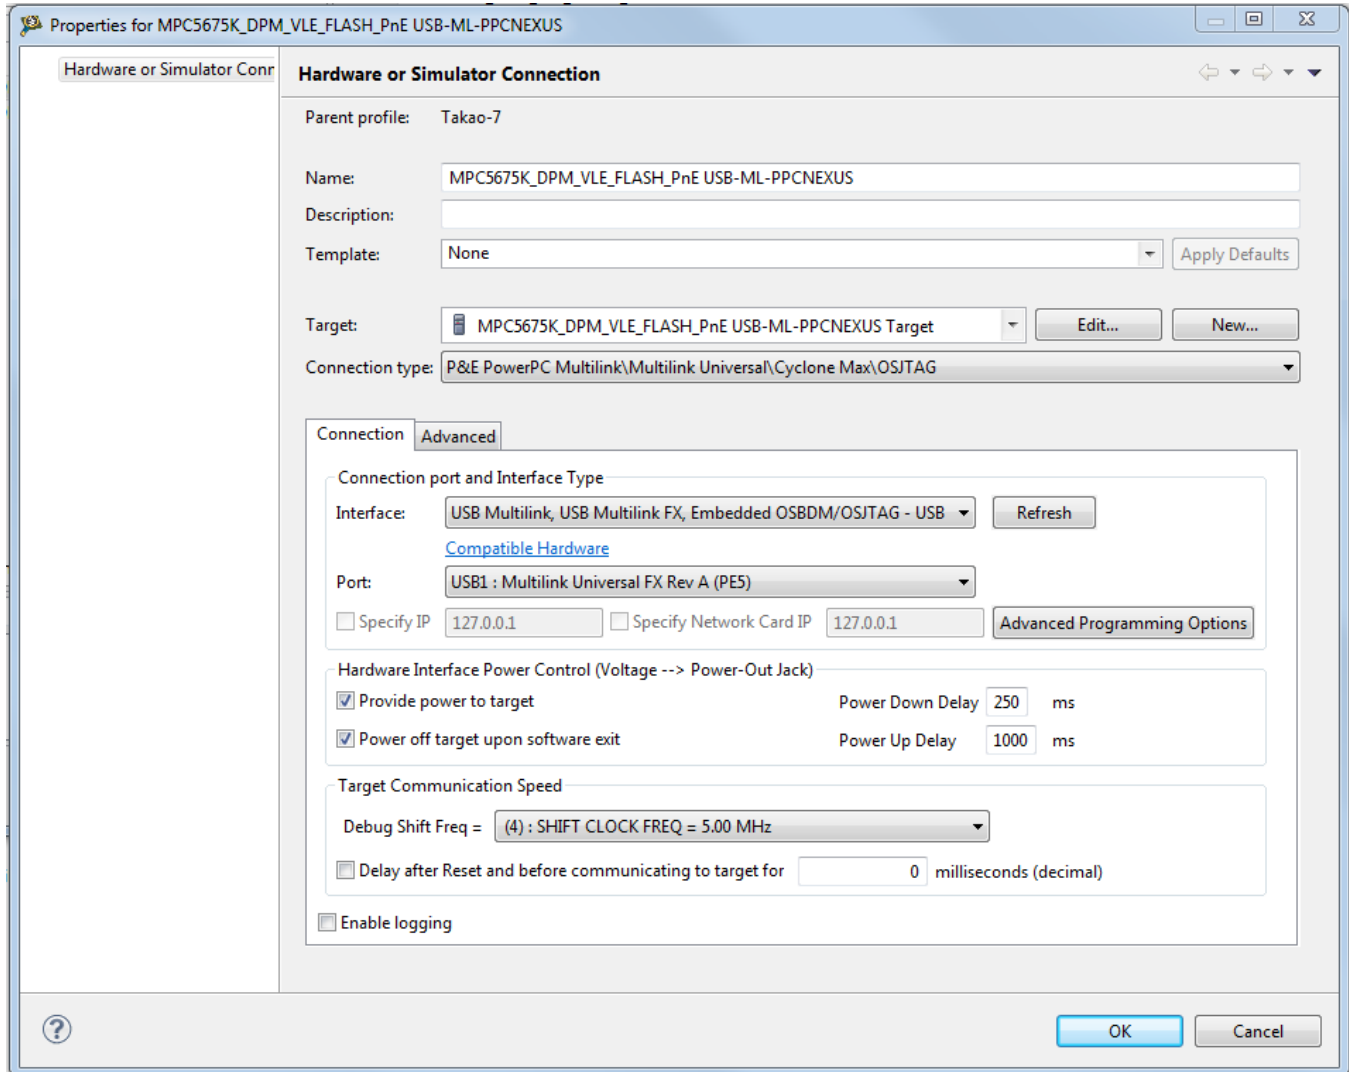 Properties for MPC5675K_DPM_VLE_FLASH_PnE USB-ML-PPCNEXUS
Hardware or Simulator Conr
Hardware or Simulator Connection
Parent profile: Takao-7
Name: MPC5675K_DPM_VLE_FLASH_PnE USB-ML-PPCNEXUS
Description:
Template: None Apply Defaults
Target: MPC5675K_DPM_VLE_FLASH_PnE USB-ML-PPCNEXUS Target Edit... New...
Connection type: P&E PowerPC Multilink\Multilink Universal\Cyclone Max\OSJTAG
Connection Advanced
Connection port and Interface Type
Interface: USB Multilink, USB Multilink FX, Embedded OSBDM/OSJTAG - USB Refresh
Compatible Hardware
Port: USB1 : Multilink Universal FX Rev A (PE5)
Specify IP 127.0.0.1 Specify Network Card IP 127.0.0.1 Advanced Programming Options
Hardware Interface Power Control (Voltage --> Power-Out Jack)
Provide power to target Power Down Delay 250 ms
Power off target upon software exit Power Up Delay 1000 ms
Target Communication Speed
Debug Shift Freq = (4) : SHIFT CLOCK FREQ = 5.00 MHz
Delay after Reset and before communicating to target for 0 milliseconds (decimal)
Enable logging
? OK Cancel